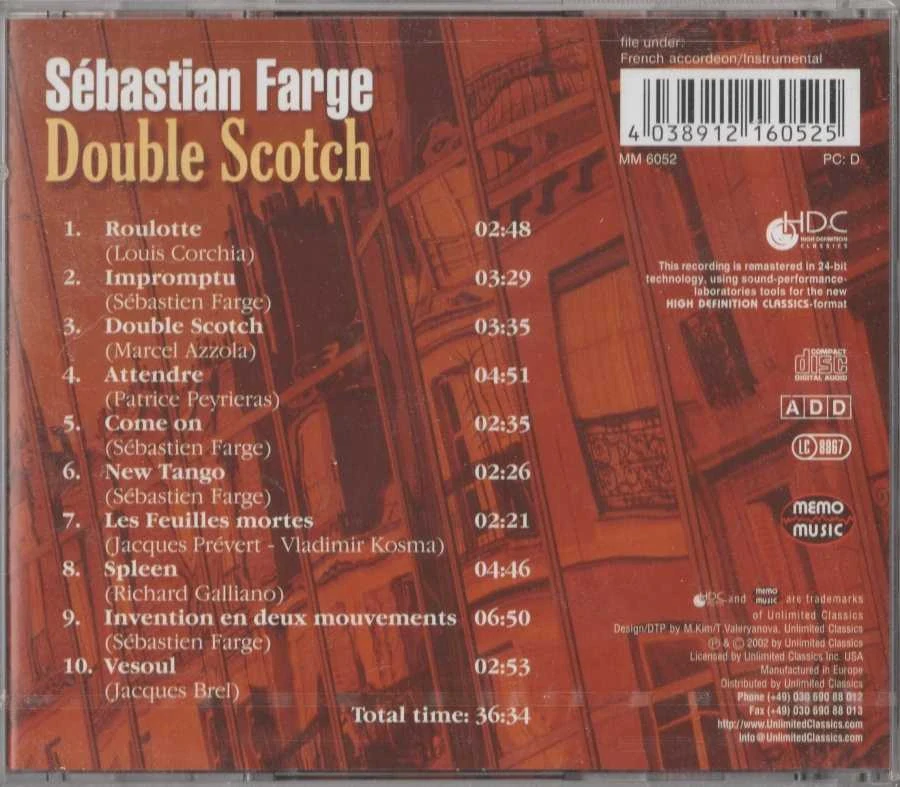 Sébastian Farge
Double Scotch
1. Roulotte 02:48
(Louis Corchia)
2. Impromptu 03:29
(Sébastien Farge)
3. Double Scotch 03:35
(Marcel Azzola)
4. Attendre 04:51
(Patrice Peyrieras)
5. Come on 02:35
(Sébastien Farge)
6. New Tango 02:26
(Sébastien Farge)
7. Les Feuilles mortes 02:21
(Jacques Prévert - Vladimir Kosma)
8. Spleen 04:46
(Richard Galliano)
9. Invention en deux mouvements 06:50
(Sébastien Farge)
10. Vesoul 02:53
(Jacques Brel)
Total time: 36:34
file under:
French accordeon/Instrumental
4 038912 160525
MM 6052 PC: D
HDC
HIGH DEFINITION
CLASSICS
This recording is remastered in 24-bit
technology, using sound-performance-
laboratories tools for the new
HIGH DEFINITION CLASSICS-format
COMPACT
disc
DIGITAL AUDIO
ADD
LC 8867
MEMO
MUSIC
HDC and memo music are trademarks
of Unlimited Classics
Design/DTP by M.Kim/T.Valeryanova, Unlimited Classics
℗ & © 2002 by Unlimited Classics
Licensed by Unlimited Classics Inc. USA
Manufactured in Europe
Distributed by Unlimited Classics
Phone (+49) 030 690 88 012
Fax (+49) 030 690 88 013
http://www.UnlimitedClassics.com
Info@UnlimitedClassics.com